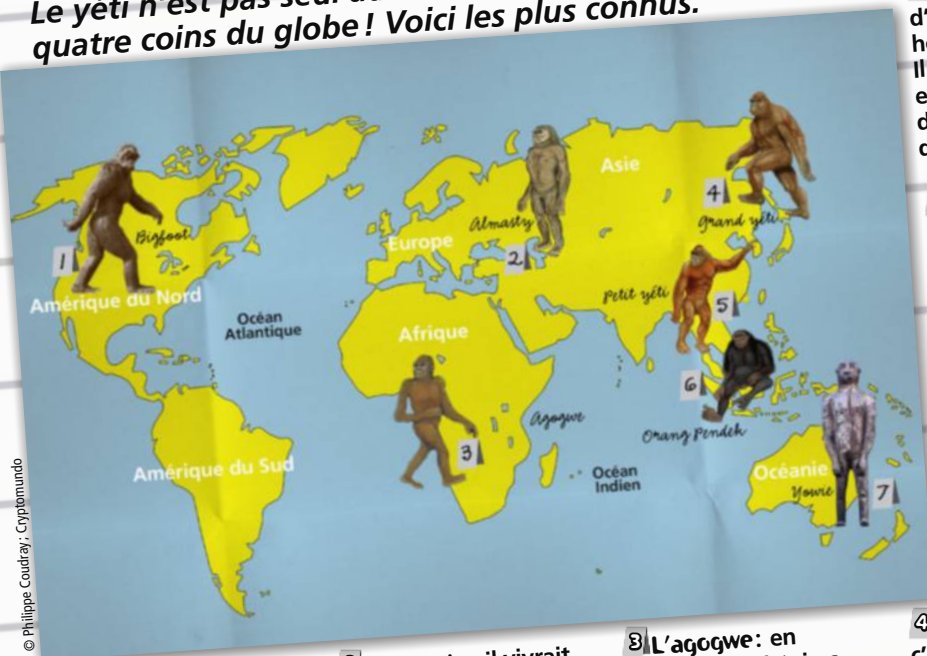 Le yéti n'est pas seul
quatre coins du globe ! Voici les plus connus.
d'
Il
Asie
4
Grand yéti
Almasty
Bigfoot
Europe
2
1
Petit yéti
5
Amérique du Nord
Océan
Atlantique
Afrique
6
Agogwe
Orang Pendek
3
Amérique du Sud
Océan
Indien
Océanie
Yowie
7
© Philippe Coudray ; Cryptomundo
il vivrait
3 L'agogwe : en
4